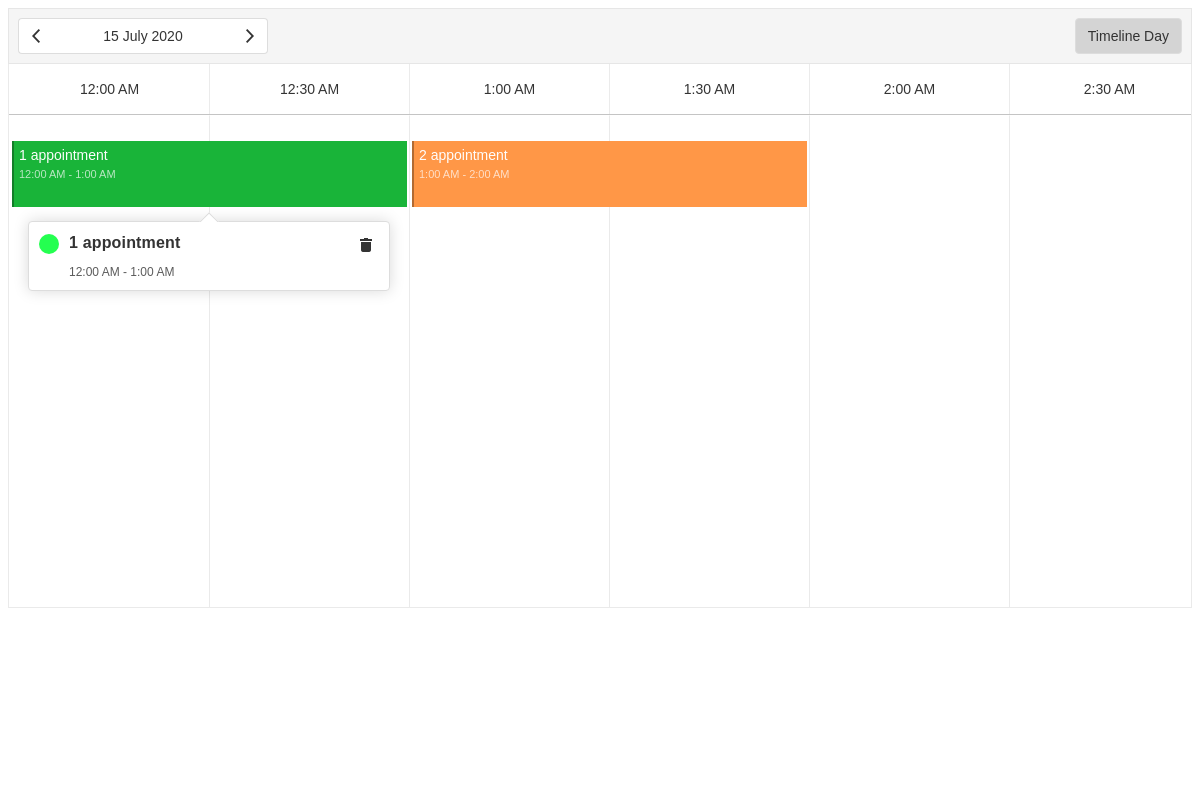 15 July 2020
Timeline Day
12:00 AM
12:30 AM
1:00 AM
1:30 AM
2:00 AM
2:30 AM
1 appointment
12:00 AM - 1:00 AM
2 appointment
1:00 AM - 2:00 AM
1 appointment
12:00 AM - 1:00 AM